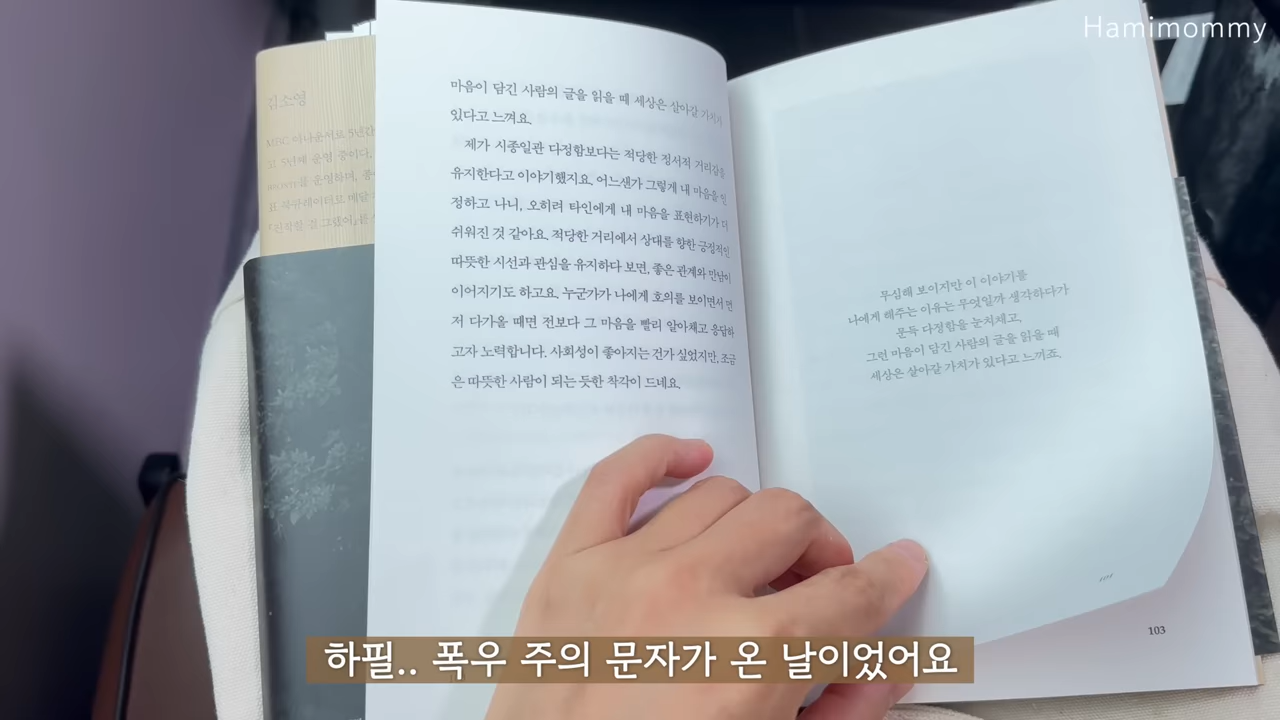 Hamimommy
김소영
마음이 담긴 사람의 글을 읽을 때 세상은 살아갈 가치가
있다고 느껴요.
제가 시종일관 다정함보다는 적당한 정서적 거리감을
유지한다고 이야기했지요. 어느샌가 그렇게 내 마음을 인
정하고 나니, 오히려 타인에게 내 마음을 표현하기가 더
쉬워진 것 같아요. 적당한 거리에서 상대를 향한 긍정적인
따뜻한 시선과 관심을 유지하다 보면, 좋은 관계와 만남이
이어지기도 하고요. 누군가가 나에게 호의를 보이면서 먼
저 다가올 때면 전보다 그 마음을 빨리 알아채고 응답하
고자 노력합니다. 사회성이 좋아지는 건가 싶었지만, 조금
은 따뜻한 사람이 되는 듯한 착각이 드네요.
무심해 보이지만 이 이야기를
나에게 해주는 이유는 무엇일까 생각하다가
문득 다정함을 눈치채고,
그런 마음이 담긴 사람의 글을 읽을 때
세상은 살아갈 가치가 있다고 느끼죠.
103
하필.. 폭우 주의 문자가 온 날이었어요